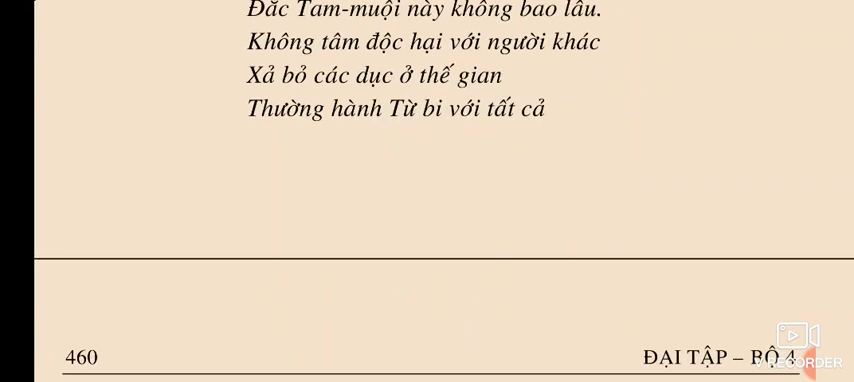 Đắc Tam-muội này không bao lâu.
Không tâm độc hại với người khác
Xả bỏ các dục ở thế gian
Thường hành Từ bi với tất cả
460
ĐẠI TẬP – BỘ 4
V RECORDER